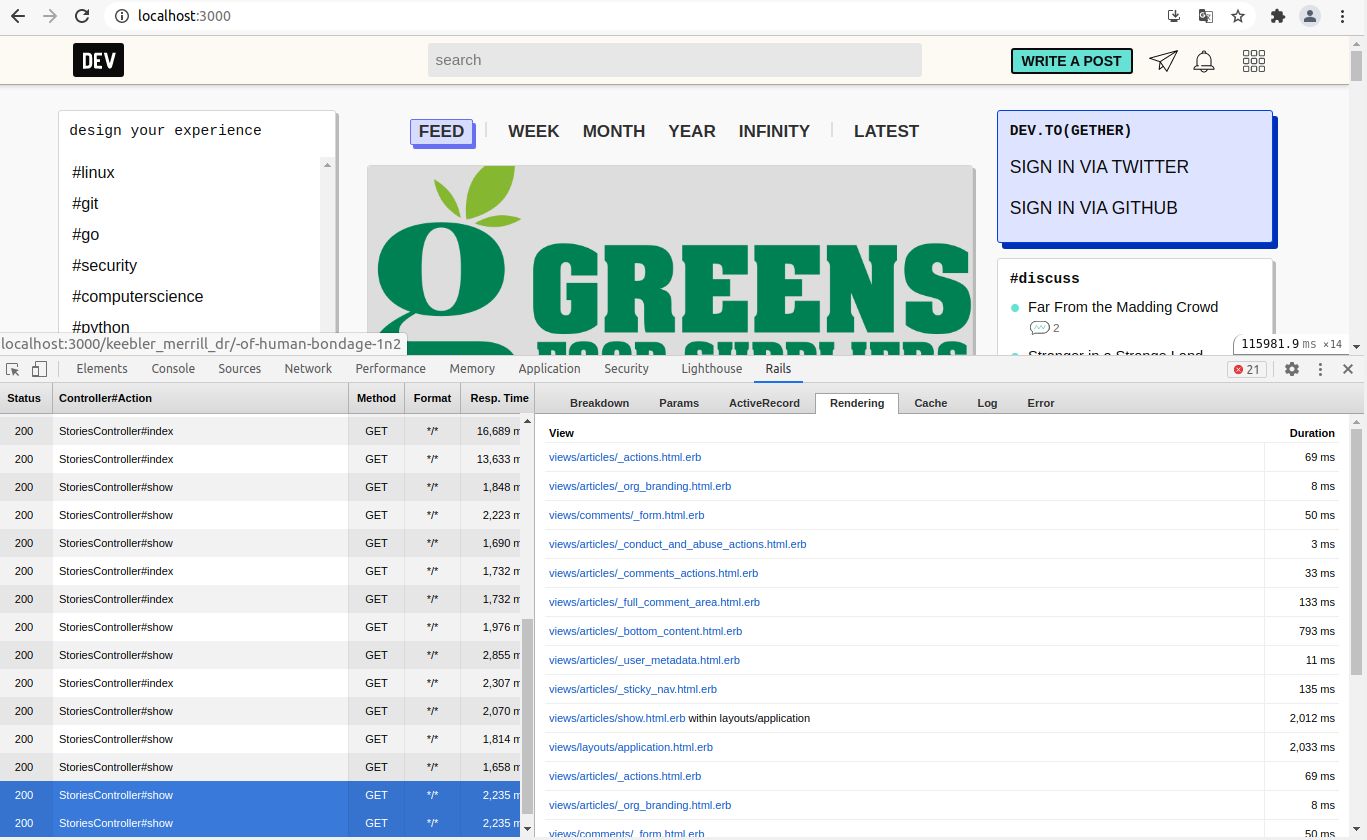 localhost:3000
DEV
search
WRITE A POST
design your experience
#linux
#git
#go
#security
#computerscience
#python
FEED
WEEK
MONTH
YEAR
INFINITY
LATEST
GREENS
FOOD SUPPLIERS
DEV.TO(GETHER)
SIGN IN VIA TWITTER
SIGN IN VIA GITHUB
#discuss
Far From the Madding Crowd
2
Stranger in a Strange Land
localhost:3000/keebler_merrill_dr/-of-human-bondage-1n2
115981.9 ms ×14
Elements Console Sources Network Performance Memory Application Security Lighthouse Rails
21
Status Controller#Action Method Format Resp. Time
200 StoriesController#index GET */* 16,689 m
200 StoriesController#index GET */* 13,633 m
200 StoriesController#show GET */* 1,848 m
200 StoriesController#show GET */* 2,223 m
200 StoriesController#show GET */* 1,690 m
200 StoriesController#index GET */* 1,732 m
200 StoriesController#index GET */* 1,732 m
200 StoriesController#show GET */* 1,976 m
200 StoriesController#show GET */* 2,855 m
200 StoriesController#index GET */* 2,307 m
200 StoriesController#show GET */* 2,070 m
200 StoriesController#show GET */* 1,814 m
200 StoriesController#show GET */* 1,658 m
200 StoriesController#show GET */* 2,235 m
200 StoriesController#show GET */* 2,235 m
Breakdown Params ActiveRecord Rendering Cache Log Error
View Duration
views/articles/_actions.html.erb 69 ms
views/articles/_org_branding.html.erb 8 ms
views/comments/_form.html.erb 50 ms
views/articles/_conduct_and_abuse_actions.html.erb 3 ms
views/articles/_comments_actions.html.erb 33 ms
views/articles/_full_comment_area.html.erb 133 ms
views/articles/_bottom_content.html.erb 793 ms
views/articles/_user_metadata.html.erb 11 ms
views/articles/_sticky_nav.html.erb 135 ms
views/articles/show.html.erb within layouts/application 2,012 ms
views/layouts/application.html.erb 2,033 ms
views/articles/_actions.html.erb 69 ms
views/articles/_org_branding.html.erb 8 ms
views/comments/_form.html.erb 50 ms